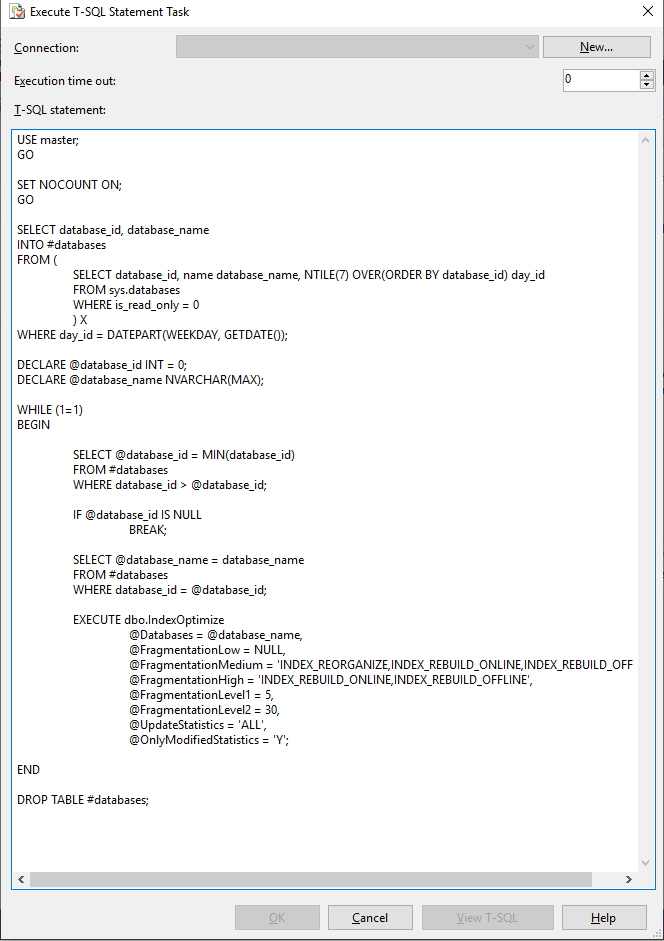 Execute T-SQL Statement Task
Connection:
New...
Execution time out:
0
T-SQL statement:
USE master;
GO
SET NOCOUNT ON;
GO
SELECT database_id, database_name
INTO #databases
FROM (
SELECT database_id, name database_name, NTILE(7) OVER(ORDER BY database_id) day_id
FROM sys.databases
WHERE is_read_only = 0
) X
WHERE day_id = DATEPART(WEEKDAY, GETDATE());
DECLARE @database_id INT = 0;
DECLARE @database_name NVARCHAR(MAX);
WHILE (1=1)
BEGIN
SELECT @database_id = MIN(database_id)
FROM #databases
WHERE database_id > @database_id;
IF @database_id IS NULL
BREAK;
SELECT @database_name = database_name
FROM #databases
WHERE database_id = @database_id;
EXECUTE dbo.IndexOptimize
@Databases = @database_name,
@FragmentationLow = NULL,
@FragmentationMedium = 'INDEX_REORGANIZE,INDEX_REBUILD_ONLINE,INDEX_REBUILD_OFF
@FragmentationHigh = 'INDEX_REBUILD_ONLINE,INDEX_REBUILD_OFFLINE',
@FragmentationLevel1 = 5,
@FragmentationLevel2 = 30,
@UpdateStatistics = 'ALL',
@OnlyModifiedStatistics = 'Y';
END
DROP TABLE #databases;
OK
Cancel
View T-SQL
Help